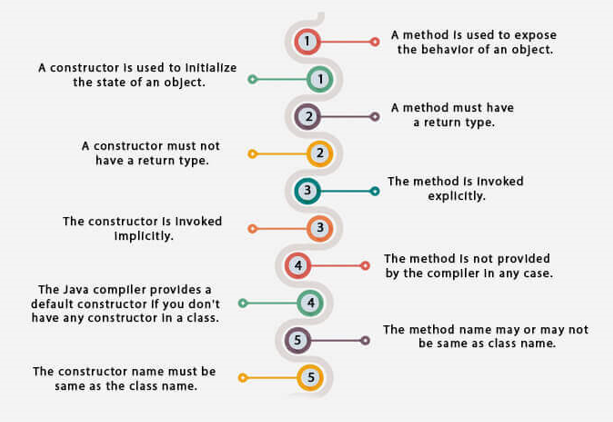 1
A method is used to expose
the behavior of an object.
A constructor is used to initialize
the state of an object.
1
2
A method must have
a return type.
A constructor must not
have a return type.
2
3
The method is invoked
explicitly.
The constructor is invoked
implicitly.
3
4
The method is not provided
by the compiler in any case.
The Java compiler provides a
default constructor if you don't
have any constructor in a class.
4
5
The method name may or may not
be same as class name.
The constructor name must be
same as the class name.
5